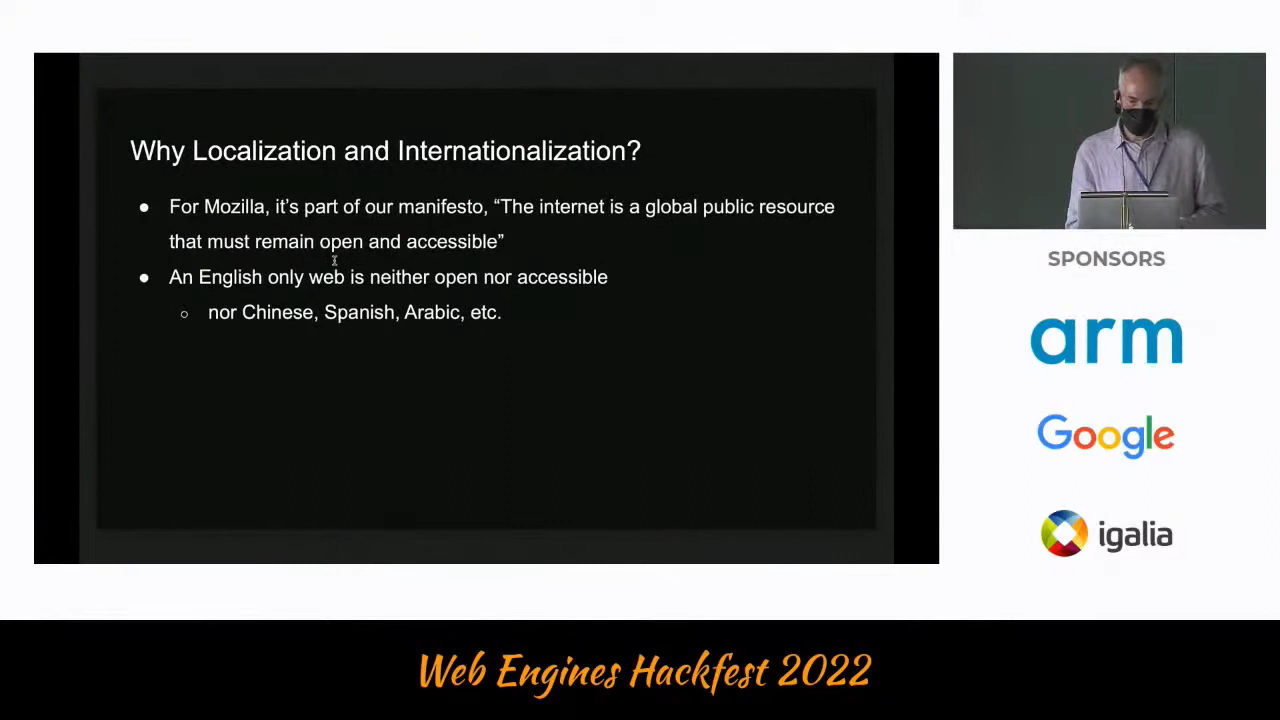 Why Localization and Internationalization?
● For Mozilla, it’s part of our manifesto, “The internet is a global public resource
that must remain open and accessible”
● An English only web is neither open nor accessible
○ nor Chinese, Spanish, Arabic, etc.
SPONSORS
arm
Google
igalia
Web Engines Hackfest 2022